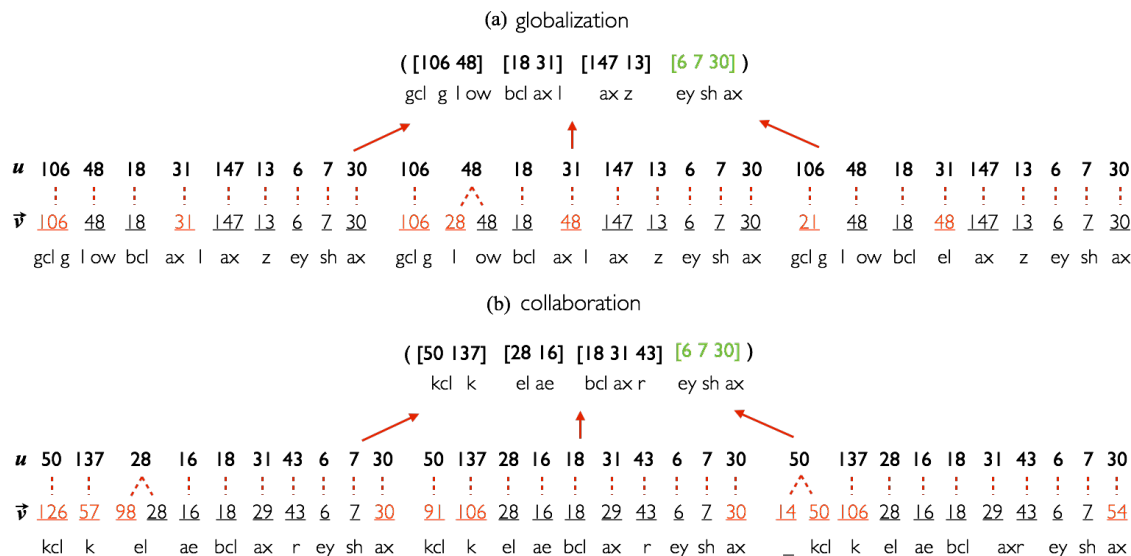 (a) globalization
( [106 48] [18 31] [147 13] [6 7 30] )
gcl g l ow bcl ax l ax z ey sh ax
u 106 48 18 31 147 13 6 7 30 106 48 18 31 147 13 6 7 30 106 48 18 31 147 13 6 7 30
v⃗ 106 48 18 31 147 13 6 7 30 106 28 48 18 48 147 13 6 7 30 21 48 18 48 147 13 6 7 30
gcl g l ow bcl ax l ax z ey sh ax gcl g l ow bcl ax l ax z ey sh ax gcl g l ow bcl el ax z ey sh ax
(b) collaboration
( [50 137] [28 16] [18 31 43] [6 7 30] )
kcl k el ae bcl ax r ey sh ax
u 50 137 28 16 18 31 43 6 7 30 50 137 28 16 18 31 43 6 7 30 50 137 28 16 18 31 43 6 7 30
v⃗ 126 57 98 28 16 18 29 43 6 7 30 91 106 28 16 18 29 43 6 7 30 14 50 106 28 16 18 29 43 6 7 54
kcl k el ae bcl ax r ey sh ax kcl k el ae bcl ax r ey sh ax _ kcl k el ae bcl axr ey sh ax